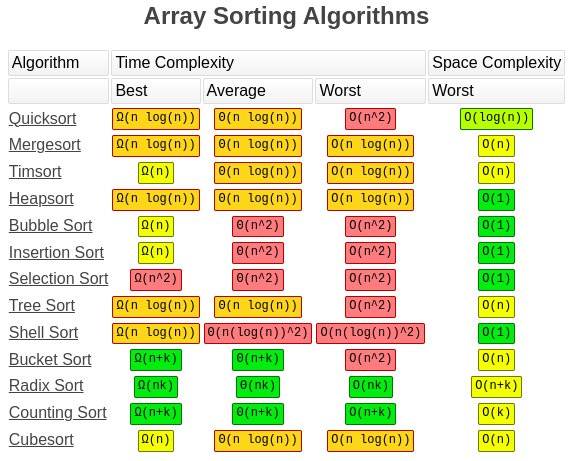 Array Sorting Algorithms
Algorithm Time Complexity Space Complexity
Best Average Worst Worst
Quicksort Ω(n log(n)) Θ(n log(n)) O(n^2) O(log(n))
Mergesort Ω(n log(n)) Θ(n log(n)) O(n log(n)) O(n)
Timsort Ω(n) Θ(n log(n)) O(n log(n)) O(n)
Heapsort Ω(n log(n)) Θ(n log(n)) O(n log(n)) O(1)
Bubble Sort Ω(n) Θ(n^2) O(n^2) O(1)
Insertion Sort Ω(n) Θ(n^2) O(n^2) O(1)
Selection Sort Ω(n^2) Θ(n^2) O(n^2) O(1)
Tree Sort Ω(n log(n)) Θ(n log(n)) O(n^2) O(n)
Shell Sort Ω(n log(n)) Θ(n(log(n))^2) O(n(log(n))^2) O(1)
Bucket Sort Ω(n+k) Θ(n+k) O(n^2) O(n)
Radix Sort Ω(nk) Θ(nk) O(nk) O(n+k)
Counting Sort Ω(n+k) Θ(n+k) O(n+k) O(k)
Cubesort Ω(n) Θ(n log(n)) O(n log(n)) O(n)